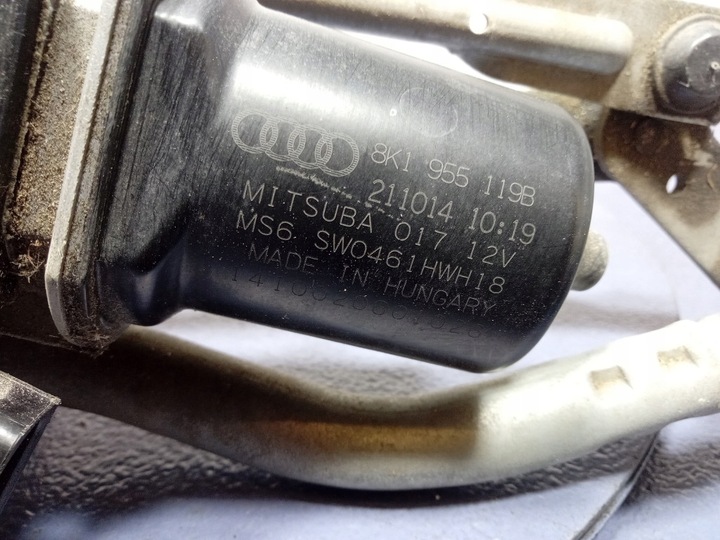 8K1 955 119B
211014 10:19
MITSUBA 017 12V
MS6 SW0461HWH18
MADE IN HUNGARY